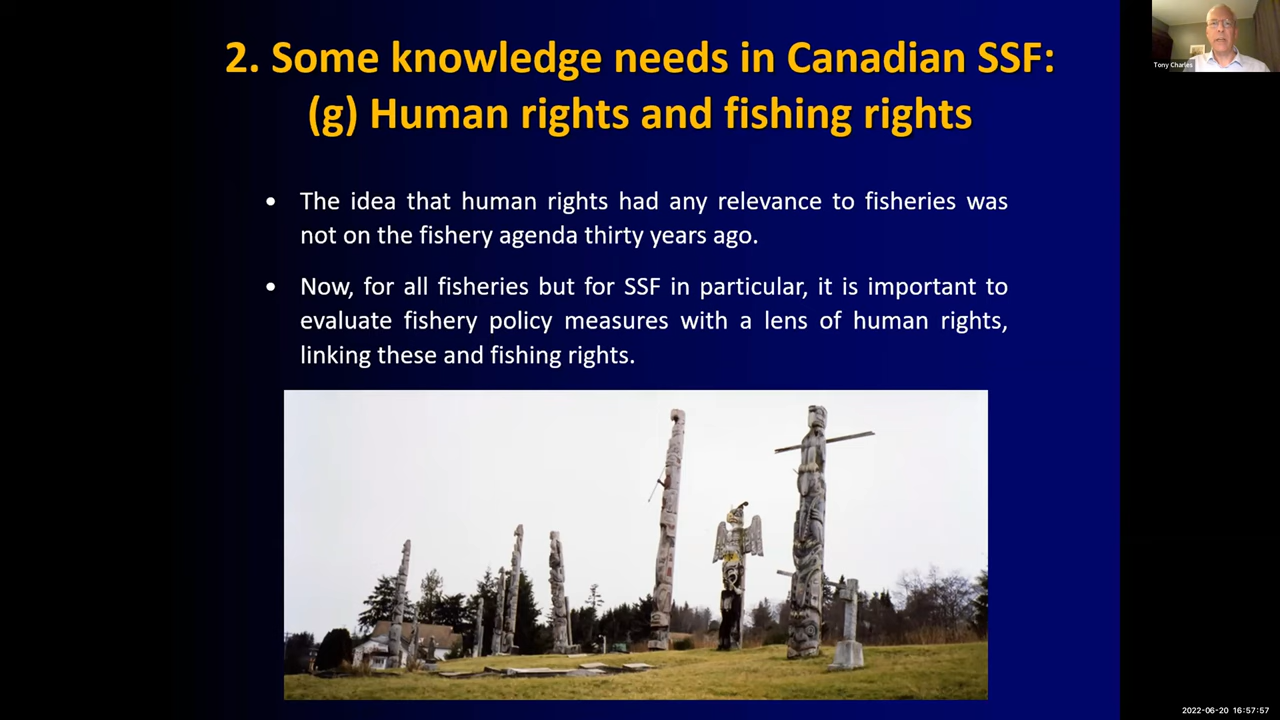 2. Some knowledge needs in Canadian SSF:
(g) Human rights and fishing rights
• The idea that human rights had any relevance to fisheries was
not on the fishery agenda thirty years ago.
• Now, for all fisheries but for SSF in particular, it is important to
evaluate fishery policy measures with a lens of human rights,
linking these and fishing rights.
Tony Charles
2022-06-20 16:57:57